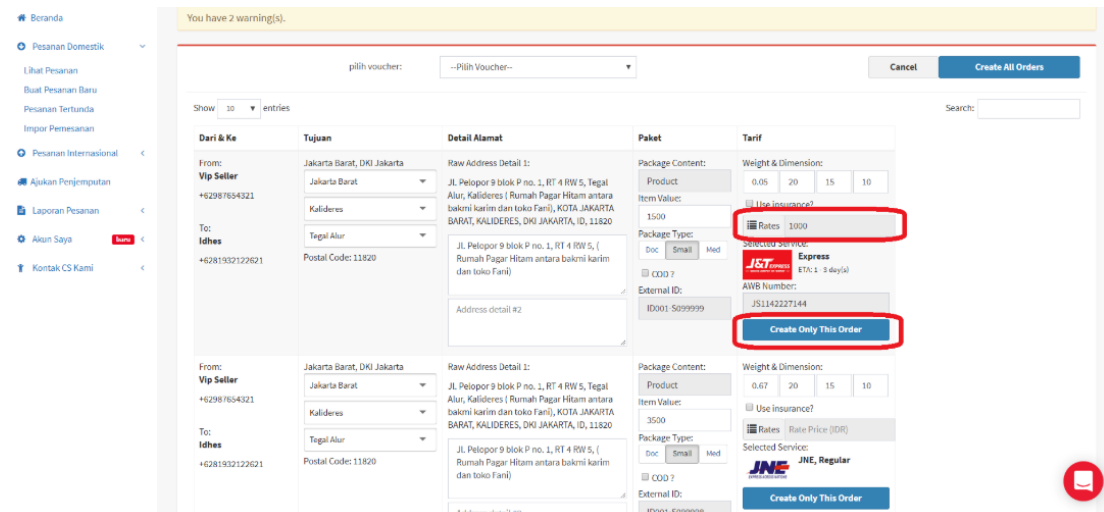 Beranda
You have 2 warning(s).
Pesanan Domestik
Lihat Pesanan
Buat Pesanan Baru
Pesanan Tertunda
Impor Pemesanan
Pesanan Internasional
Ajukan Penjemputan
Laporan Pesanan
Akun Saya baru
Kontak CS Kami
pilih voucher: --Pilih Voucher-- Cancel Create All Orders
Show 10 entries Search:
Dari & Ke Tujuan Detail Alamat Paket Tarif
From:
Vip Seller
+62987654321
To:
Idhes
+6281932122621
Jakarta Barat, DKI Jakarta
Jakarta Barat
Kalideres
Tegal Alur
Postal Code: 11820
Raw Address Detail 1:
JL. Pelopor 9 blok P no. 1, RT 4 RW 5, Tegal
Alur, Kalideres ( Rumah Pagar Hitam antara
bakmi karim dan toko Fani), KOTA JAKARTA
BARAT, KALIDERES, DKI JAKARTA, ID, 11820
JL. Pelopor 9 blok P no. 1, RT 4 RW 5, (
Rumah Pagar Hitam antara bakmi karim
dan toko Fani)
Address detail #2
Package Content:
Product
Item Value:
1500
Package Type:
Doc Small Med
COD ?
External ID:
ID001-S099999
Weight & Dimension:
0.05 20 15 10
Use insurance?
Rates 1000
Selected Service:
J&T EXPRESS
Express
ETA: 1 - 3 day(s)
AWB Number:
JS1142227144
Create Only This Order
From:
Vip Seller
+62987654321
To:
Idhes
+6281932122621
Jakarta Barat, DKI Jakarta
Jakarta Barat
Kalideres
Tegal Alur
Postal Code: 11820
Raw Address Detail 1:
JL. Pelopor 9 blok P no. 1, RT 4 RW 5, Tegal
Alur, Kalideres ( Rumah Pagar Hitam antara
bakmi karim dan toko Fani), KOTA JAKARTA
BARAT, KALIDERES, DKI JAKARTA, ID, 11820
JL. Pelopor 9 blok P no. 1, RT 4 RW 5, (
Rumah Pagar Hitam antara bakmi karim
dan toko Fani)
Package Content:
Product
Item Value:
3500
Package Type:
Doc Small Med
COD ?
External ID:
Weight & Dimension:
0.67 20 15 10
Use insurance?
Rates Rate Price (IDR)
Selected Service:
JNE
JNE, Regular
Create Only This Order